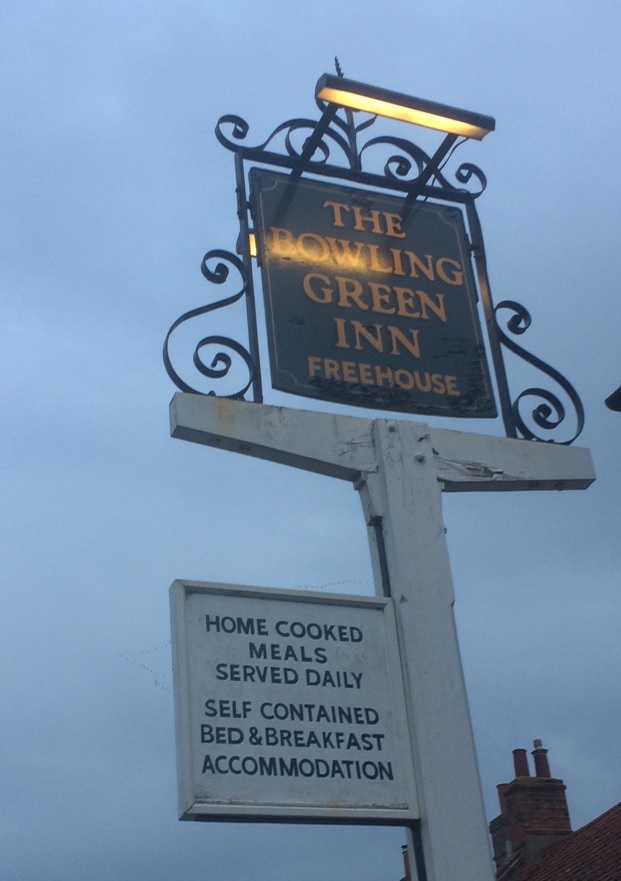 THE
BOWLING
GREEN
INN
FREEHOUSE
HOME COOKED
MEALS
SERVED DAILY
SELF CONTAINED
BED & BREAKFAST
ACCOMMODATION